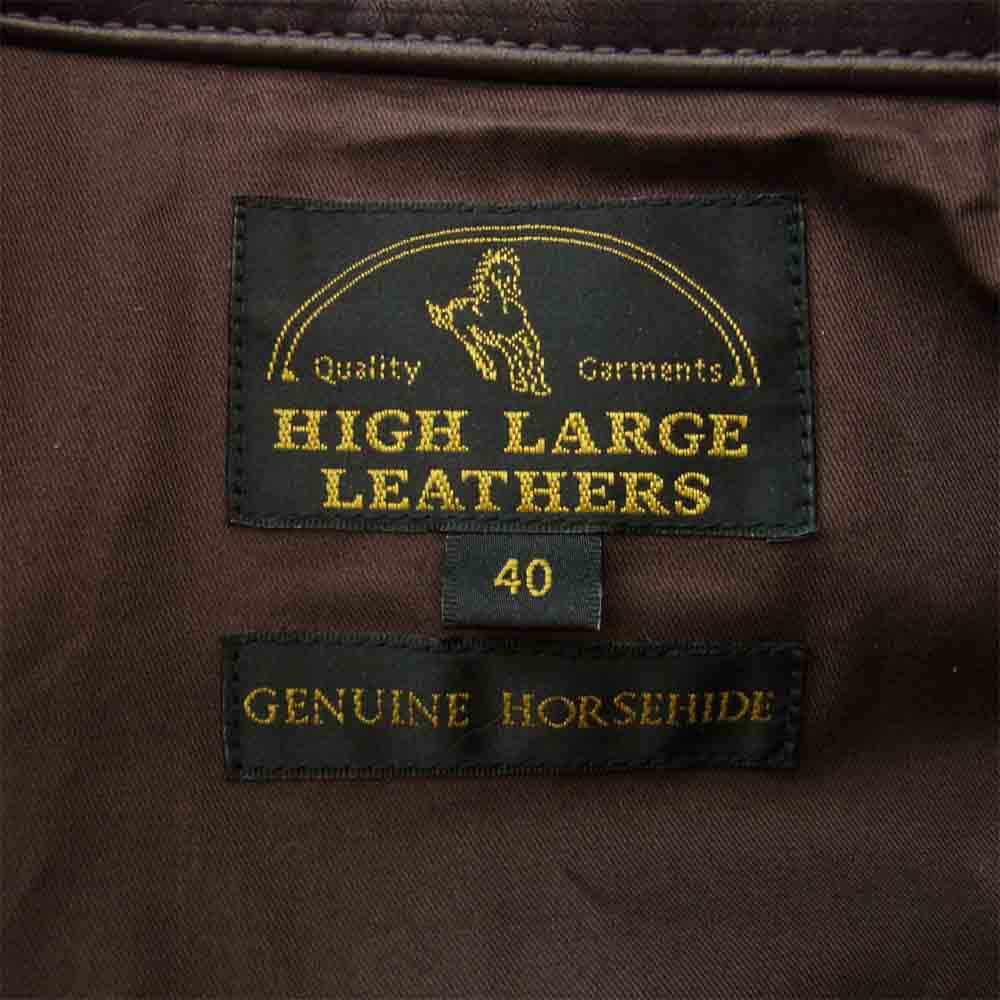 Quality Garments
HIGH LARGE
LEATHERS
40
GENUINE HORSEHIDE